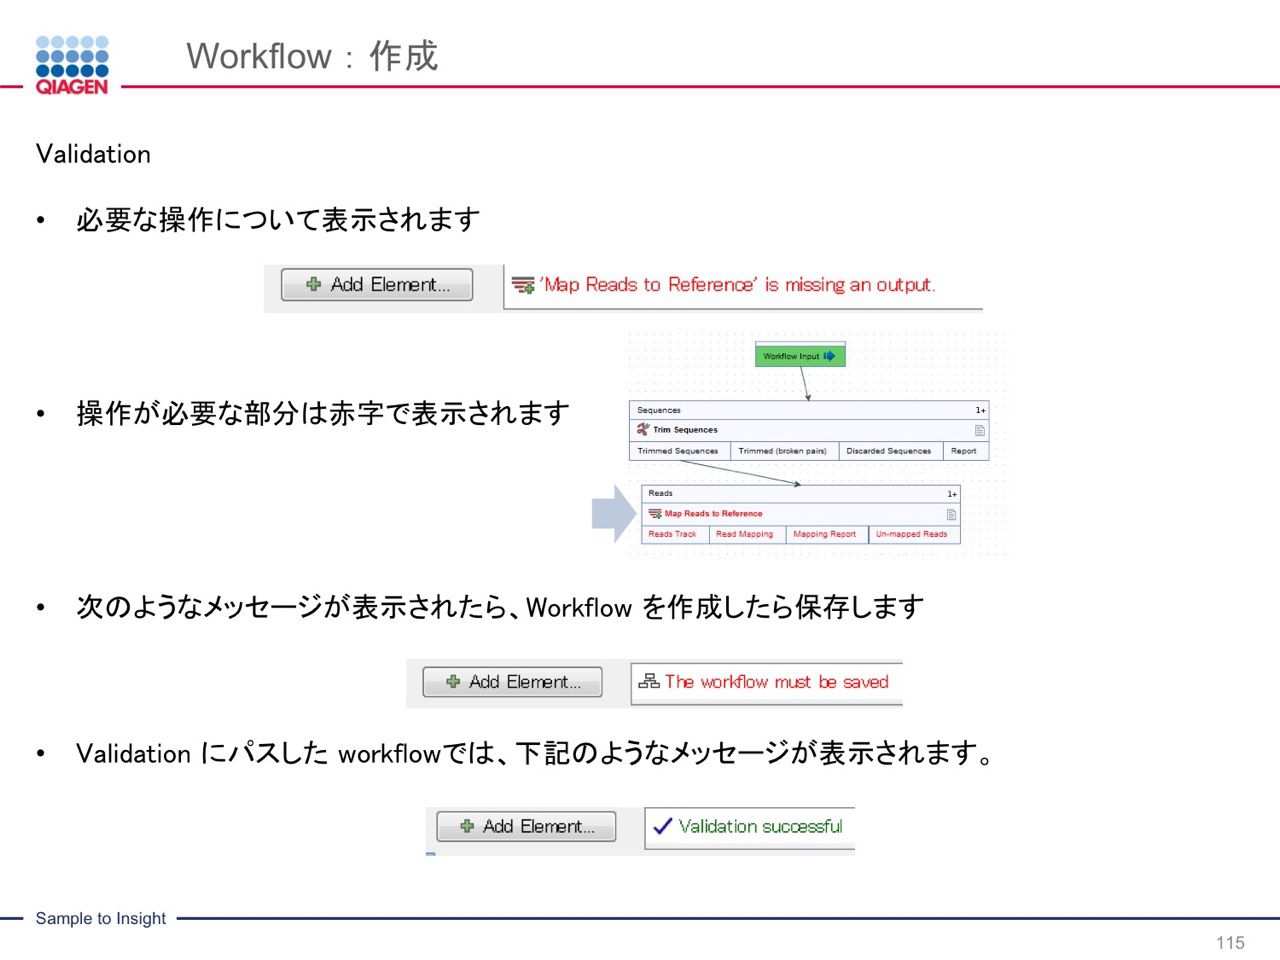 QIAGEN
Workflow : 作成
Validation
• 必要な操作について表示されます
Add Element...
'Map Reads to Reference' is missing an output.
• 操作が必要な部分は赤字で表示されます
Workflow Input
Sequences 1+
Trim Sequences
Trimmed Sequences Trimmed (broken pairs) Discarded Sequences Report
Reads 1+
Map Reads to Reference
Reads Track Read Mapping Mapping Report Un-mapped Reads
• 次のようなメッセージが表示されたら、Workflow を作成したら保存します
Add Element...
The workflow must be saved
• Validation にパスした workflowでは、下記のようなメッセージが表示されます。
Add Element...
Validation successful
Sample to Insight
115